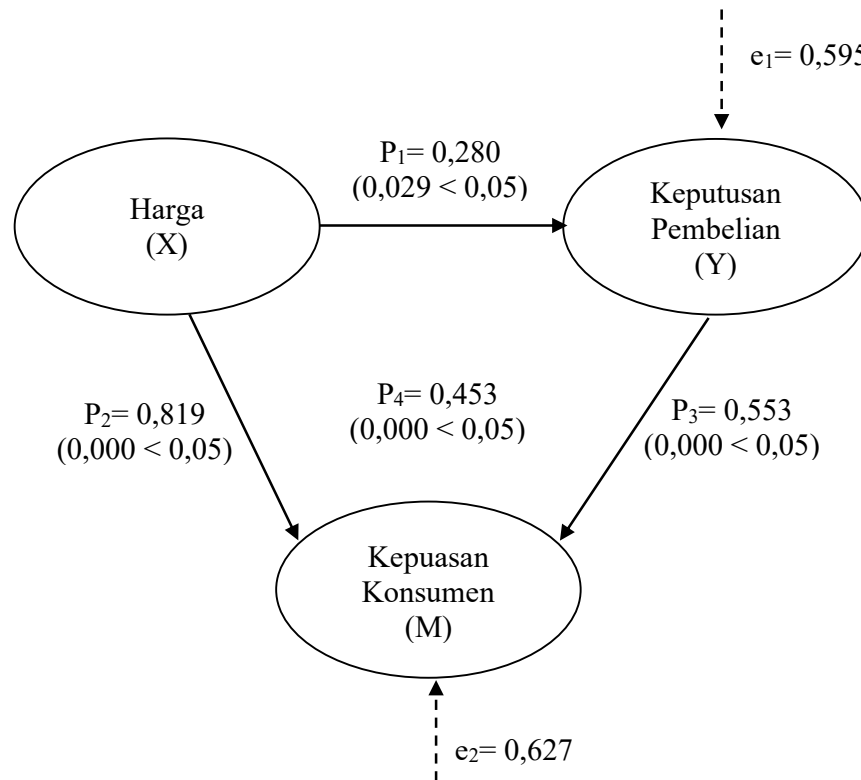 e₁= 0,595
P₁= 0,280
(0,029 < 0,05)
Harga
(X)
Keputusan
Pembelian
(Y)
P₂= 0,819
(0,000 < 0,05)
P₄= 0,453
(0,000 < 0,05)
P₃= 0,553
(0,000 < 0,05)
Kepuasan
Konsumen
(M)
e₂= 0,627